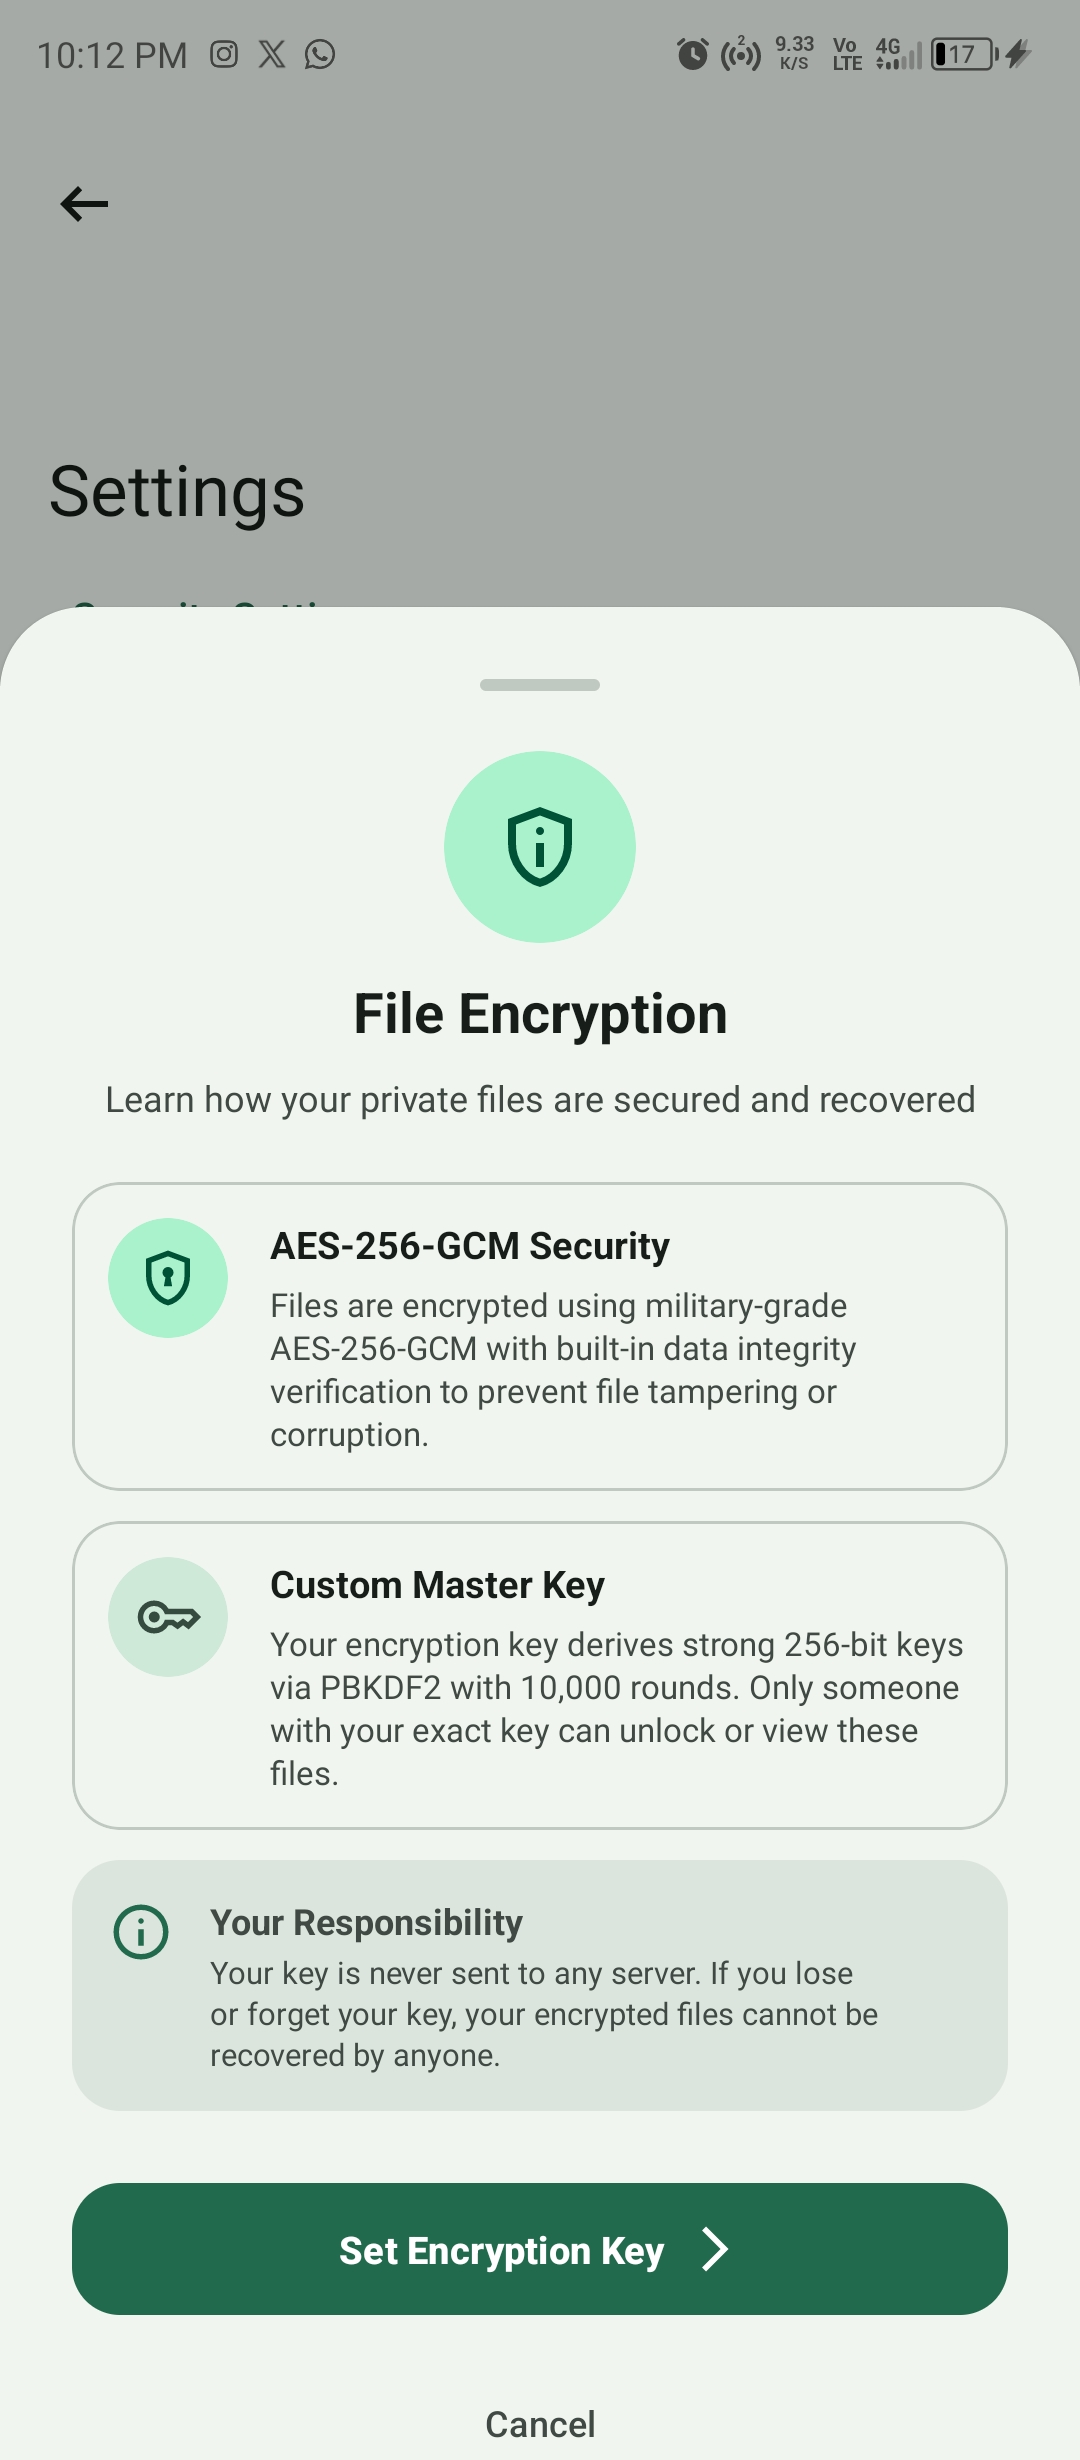 10:12 PM
2
9.33
K/S
Vo
LTE
4G
17
Settings
File Encryption
Learn how your private files are secured and recovered
AES-256-GCM Security
Files are encrypted using military-grade
AES-256-GCM with built-in data integrity
verification to prevent file tampering or
corruption.
Custom Master Key
Your encryption key derives strong 256-bit keys
via PBKDF2 with 10,000 rounds. Only someone
with your exact key can unlock or view these
files.
Your Responsibility
Your key is never sent to any server. If you lose
or forget your key, your encrypted files cannot be
recovered by anyone.
Set Encryption Key
Cancel